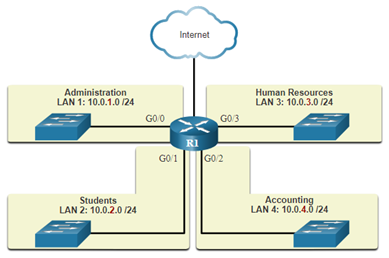 Internet
Administration
LAN 1: 10.0.1.0 /24
Human Resources
LAN 3: 10.0.3.0 /24
G0/0
G0/3
R1
G0/1
G0/2
Students
LAN 2: 10.0.2.0 /24
Accounting
LAN 4: 10.0.4.0 /24